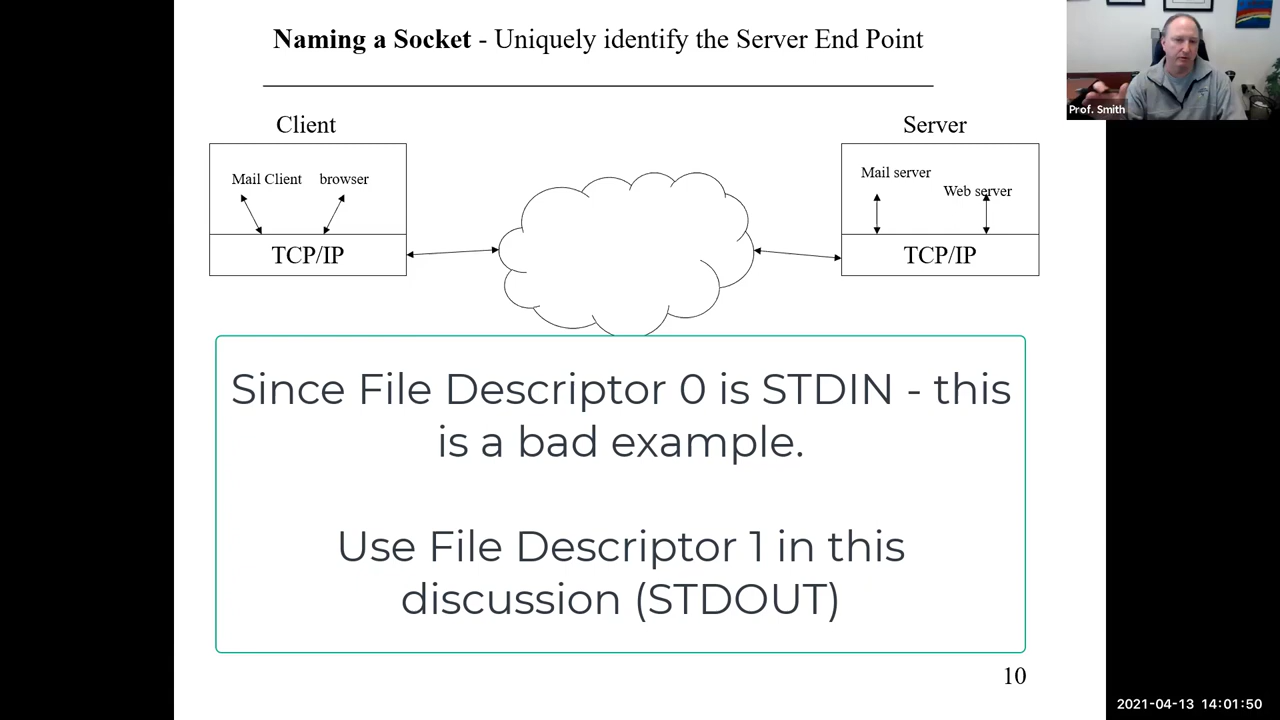 Naming a Socket - Uniquely identify the Server End Point
Prof. Smith
Client
Server
Mail Client
browser
Mail server
Web server
TCP/IP
TCP/IP
Since File Descriptor 0 is STDIN - this
is a bad example.
Use File Descriptor 1 in this
discussion (STDOUT)
10
2021-04-13 14:01:50